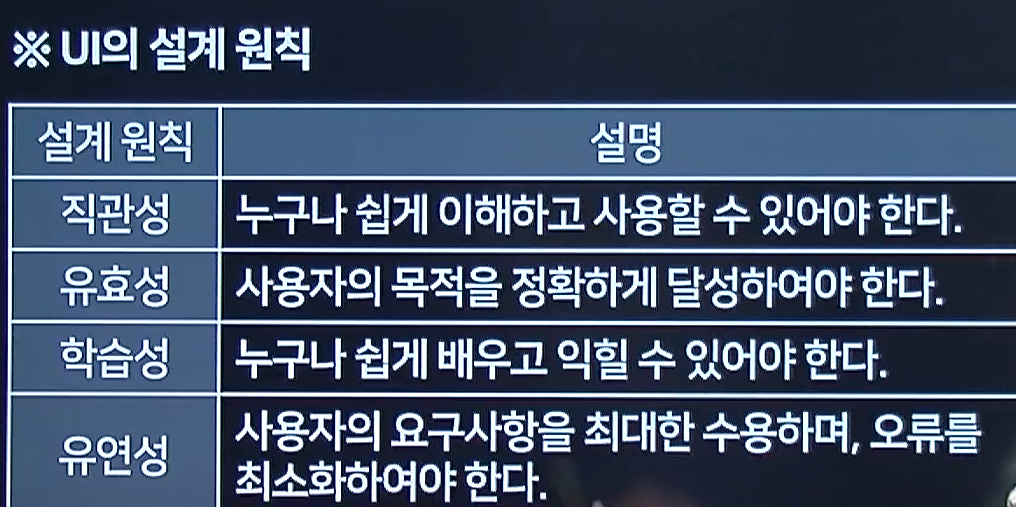 ※ UI의 설계 원칙
설계 원칙 설명
직관성 누구나 쉽게 이해하고 사용할 수 있어야 한다.
유효성 사용자의 목적을 정확하게 달성하여야 한다.
학습성 누구나 쉽게 배우고 익힐 수 있어야 한다.
유연성 사용자의 요구사항을 최대한 수용하며, 오류를
최소화하여야 한다.